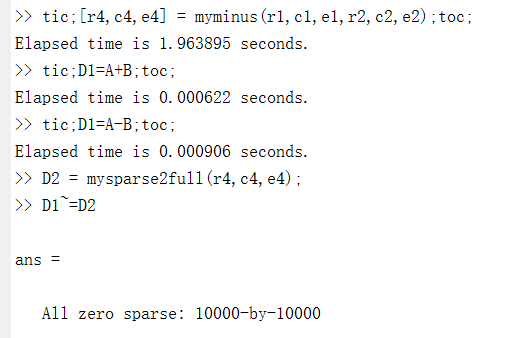 >> tic;[r4, c4, e4] = myminus(r1, c1, e1, r2, c2, e2);toc;
Elapsed time is 1.963895 seconds.
>> tic;D1=A+B;toc;
Elapsed time is 0.000622 seconds.
>> tic;D1=A-B;toc;
Elapsed time is 0.000906 seconds.
>> D2 = mysparse2full(r4, c4, e4);
>> D1~=D2
ans =
All zero sparse: 10000-by-10000